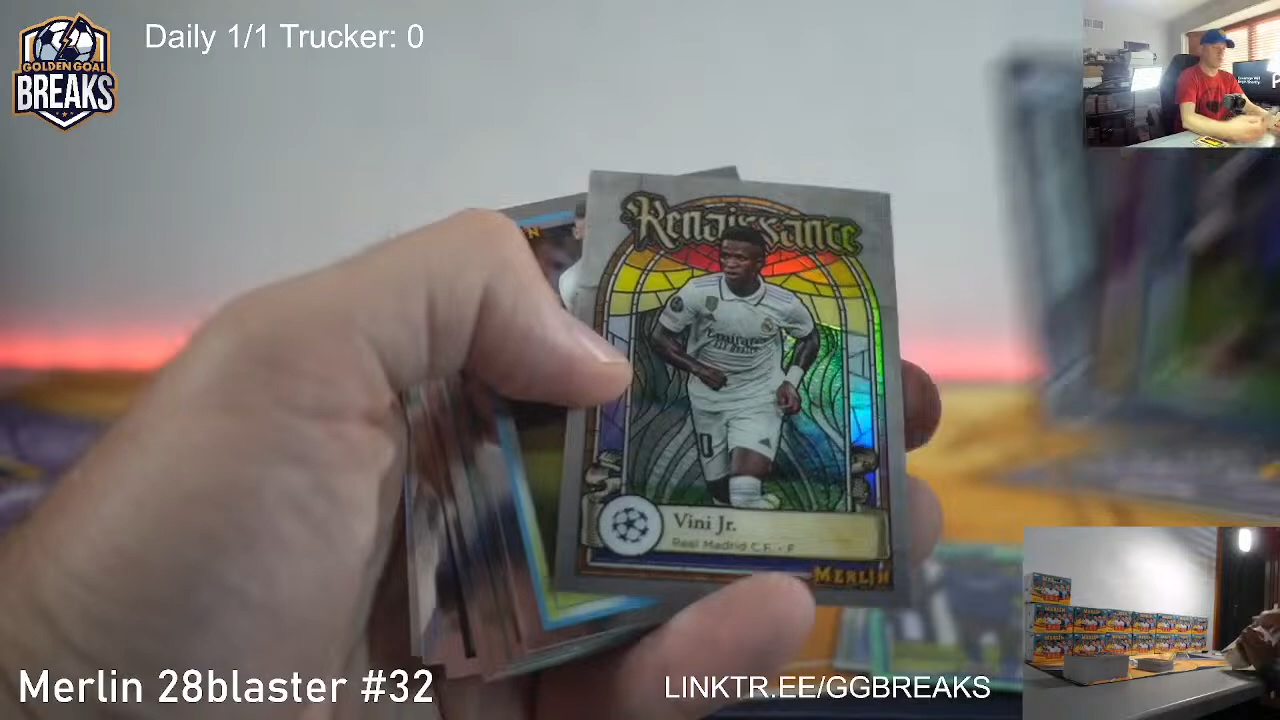 Daily 1/1 Trucker: 0
GOLDEN GOAL
BREAKS
Renaissance
Vini Jr.
Real Madrid C.F. • F
MERLIN
Merlin 28blaster #32
LINKTR.EE/GGBREAKS